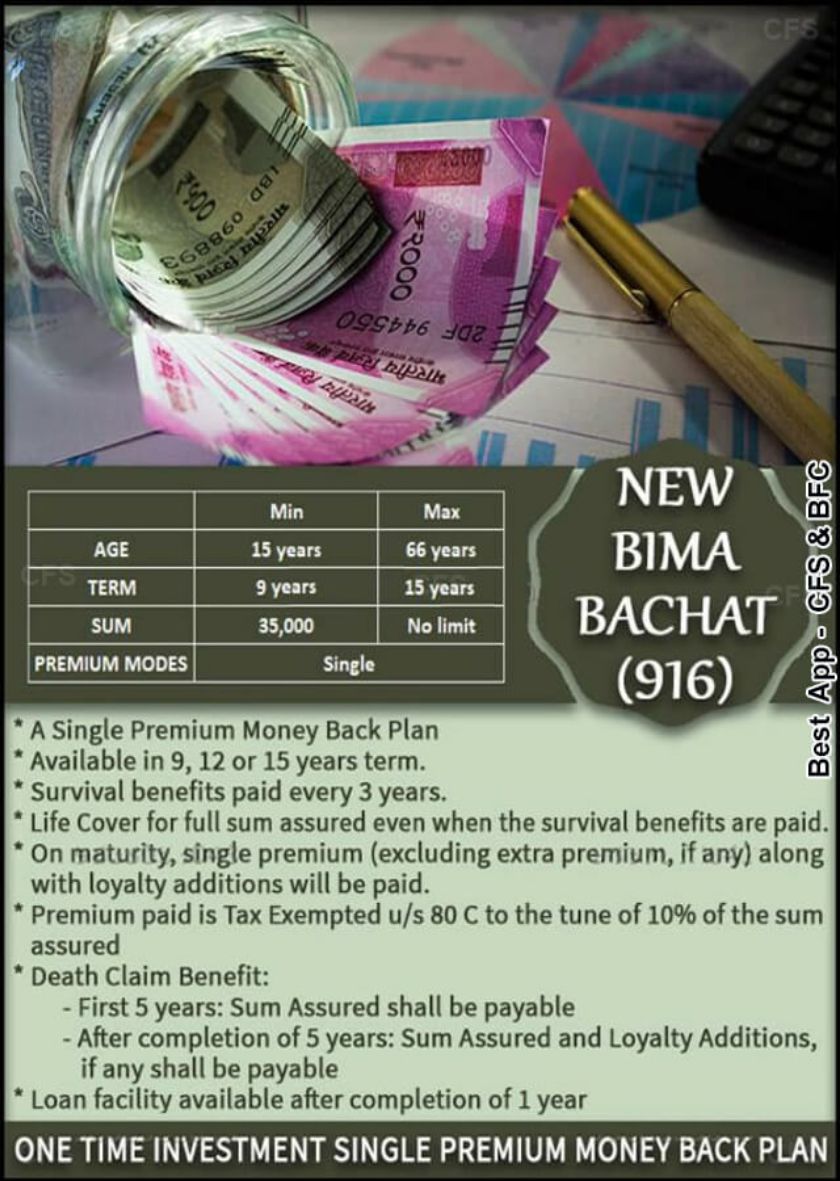 CFS
₹2000
2DF 944550
भारतीय रिज़र्व बैंक
LBD 098893
Min Max
AGE 15 years 66 years
TERM 9 years 15 years
SUM 35,000 No limit
PREMIUM MODES Single
NEW
BIMA
BACHAT
(916)
Best App - CFS & BFC
* A Single Premium Money Back Plan
* Available in 9, 12 or 15 years term.
* Survival benefits paid every 3 years.
* Life Cover for full sum assured even when the survival benefits are paid.
* On maturity, single premium (excluding extra premium, if any) along
with loyalty additions will be paid.
* Premium paid is Tax Exempted u/s 80 C to the tune of 10% of the sum
assured
* Death Claim Benefit:
- First 5 years: Sum Assured shall be payable
- After completion of 5 years: Sum Assured and Loyalty Additions,
if any shall be payable
* Loan facility available after completion of 1 year
ONE TIME INVESTMENT SINGLE PREMIUM MONEY BACK PLAN